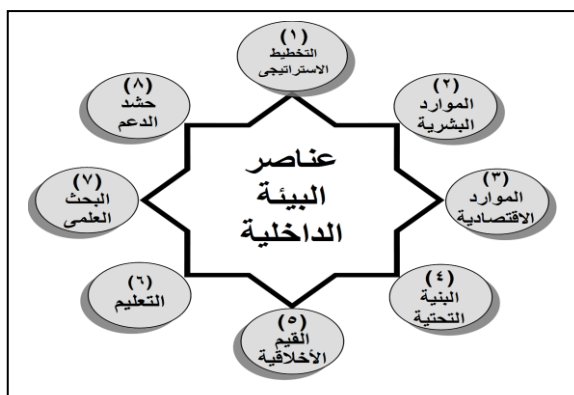 (١)
التخطيط
الاستراتيجى
(٢)
الموارد
البشرية
(٣)
الموارد
الاقتصادية
(٤)
البنية
التحتية
(٥)
القيم
الأخلاقية
(٦)
التعليم
(٧)
البحث
العلمى
(٨)
حشد
الدعم
عناصر
البيئة
الداخلية